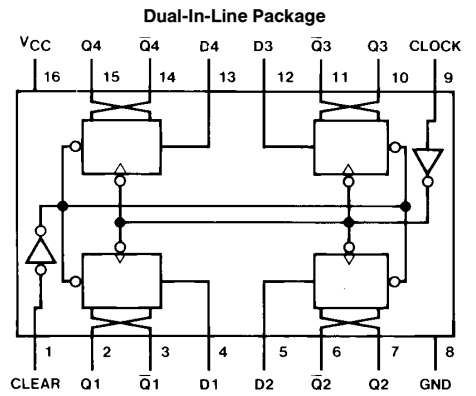 Dual-In-Line Package
VCC Q4 Q̅4 D4 D3 Q̅3 Q3 CLOCK
16 15 14 13 12 11 10 9
1 2 3 4 5 6 7 8
CLEAR Q1 Q̅1 D1 D2 Q̅2 Q2 GND